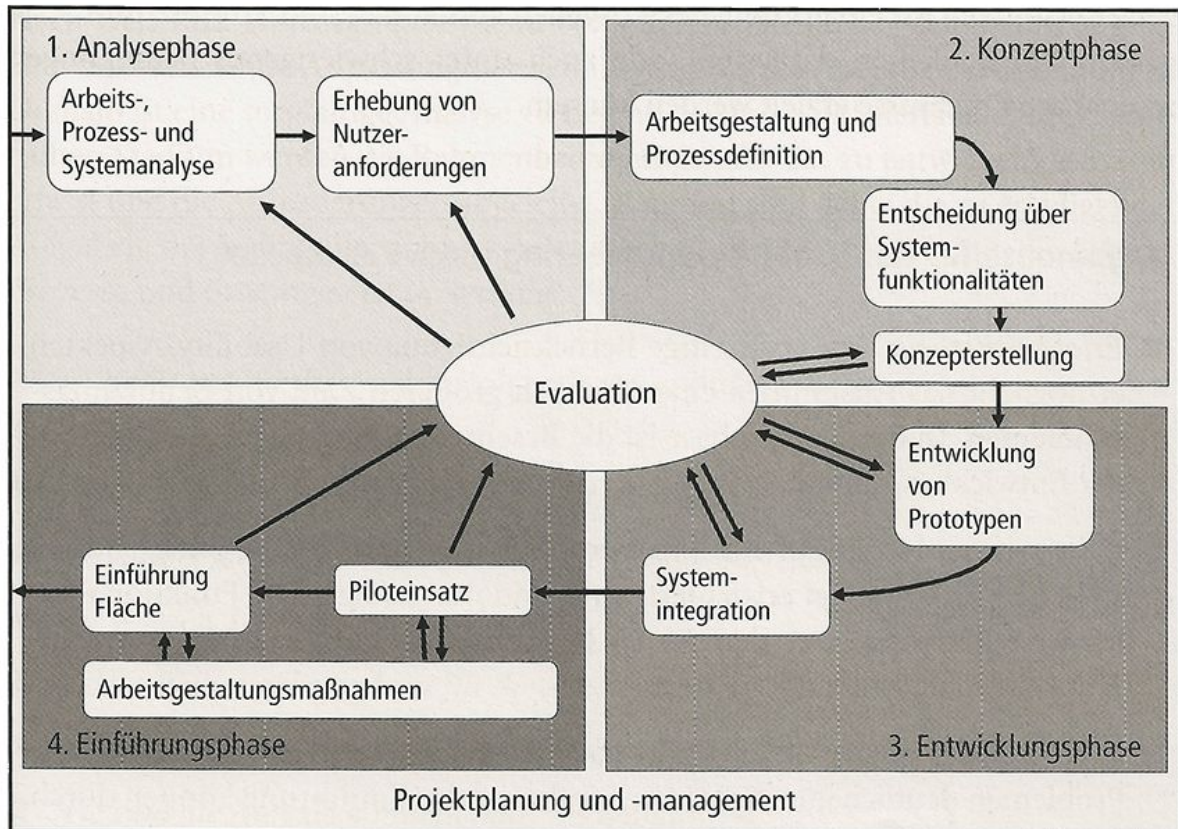 1. Analysephase
Arbeits-,
Prozess- und
Systemanalyse
Erhebung von
Nutzer-
anforderungen
2. Konzeptphase
Arbeitsgestaltung und
Prozessdefinition
Entscheidung über
System-
funktionalitäten
Konzepterstellung
Evaluation
Entwicklung
von
Prototypen
System-
integration
3. Entwicklungsphase
Piloteinsatz
Einführung
Fläche
Arbeitsgestaltungsmaßnahmen
4. Einführungsphase
Projektplanung und -management